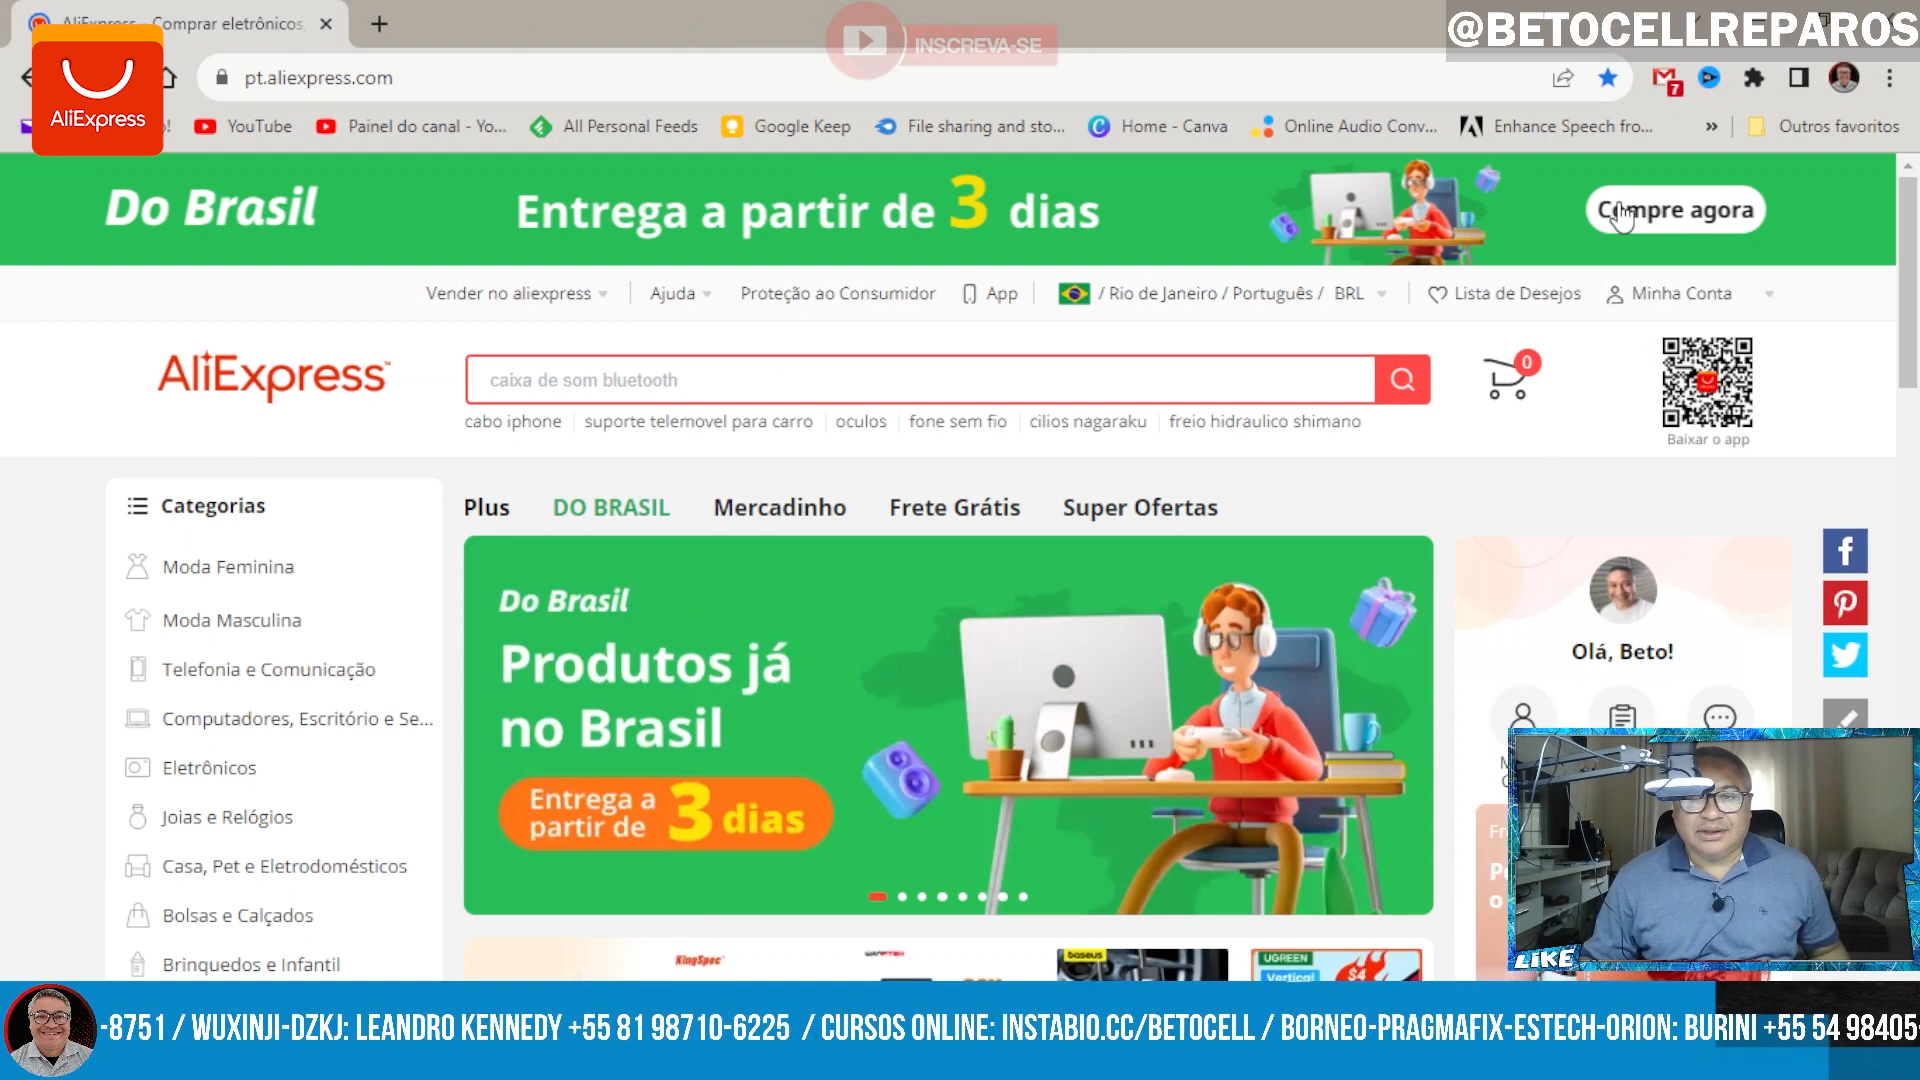 @BETOCELLREPAROS
AliExpress - Comprar eletrônicos
INSCREVA-SE
pt.aliexpress.com
7
AliExpress
YouTube
Painel do canal - Yo...
All Personal Feeds
Google Keep
File sharing and sto...
Home - Canva
Online Audio Conv...
Enhance Speech fro...
»
Outros favoritos
Do Brasil
Entrega a partir de 3 dias
Compre agora
Vender no aliexpress
Ajuda
Proteção ao Consumidor
App
/ Rio de Janeiro / Português / BRL
Lista de Desejos
Minha Conta
AliExpress
caixa de som bluetooth
0
cabo iphone
suporte telemovel para carro
oculos
fone sem fio
cilios nagaraku
freio hidraulico shimano
Baixar o app
Categorias
Moda Feminina
Moda Masculina
Telefonia e Comunicação
Computadores, Escritório e Se...
Eletrônicos
Joias e Relógios
Casa, Pet e Eletrodomésticos
Bolsas e Calçados
Brinquedos e Infantil
Plus
DO BRASIL
Mercadinho
Frete Grátis
Super Ofertas
Do Brasil
Produtos já
no Brasil
Entrega a
partir de 3 dias
Olá, Beto!
KingSpec
baseus
UGREEN
Vertical
$4
LIKE
-8751 / WUXINJI-DZKJ: LEANDRO KENNEDY +55 81 98710-6225 / CURSOS ONLINE: INSTABIO.CC/BETOCELL / BORNEO-PRAGMAFIX-ESTECH-ORION: BURINI +55 54 98405-